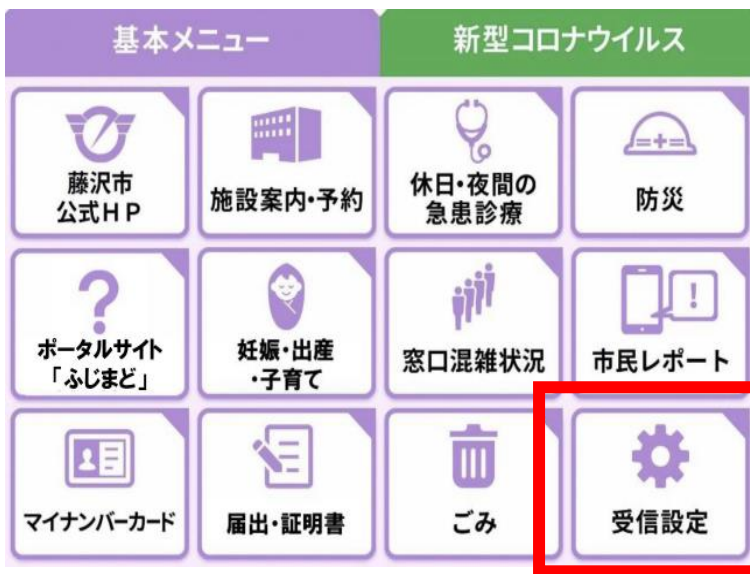 基本メニュー
新型コロナウイルス
藤沢市
公式HP
施設案内・予約
休日・夜間の
急患診療
防災
ポータルサイト
「ふじまど」
妊娠・出産
・子育て
窓口混雑状況
市民レポート
マイナンバーカード
届出・証明書
ごみ
受信設定